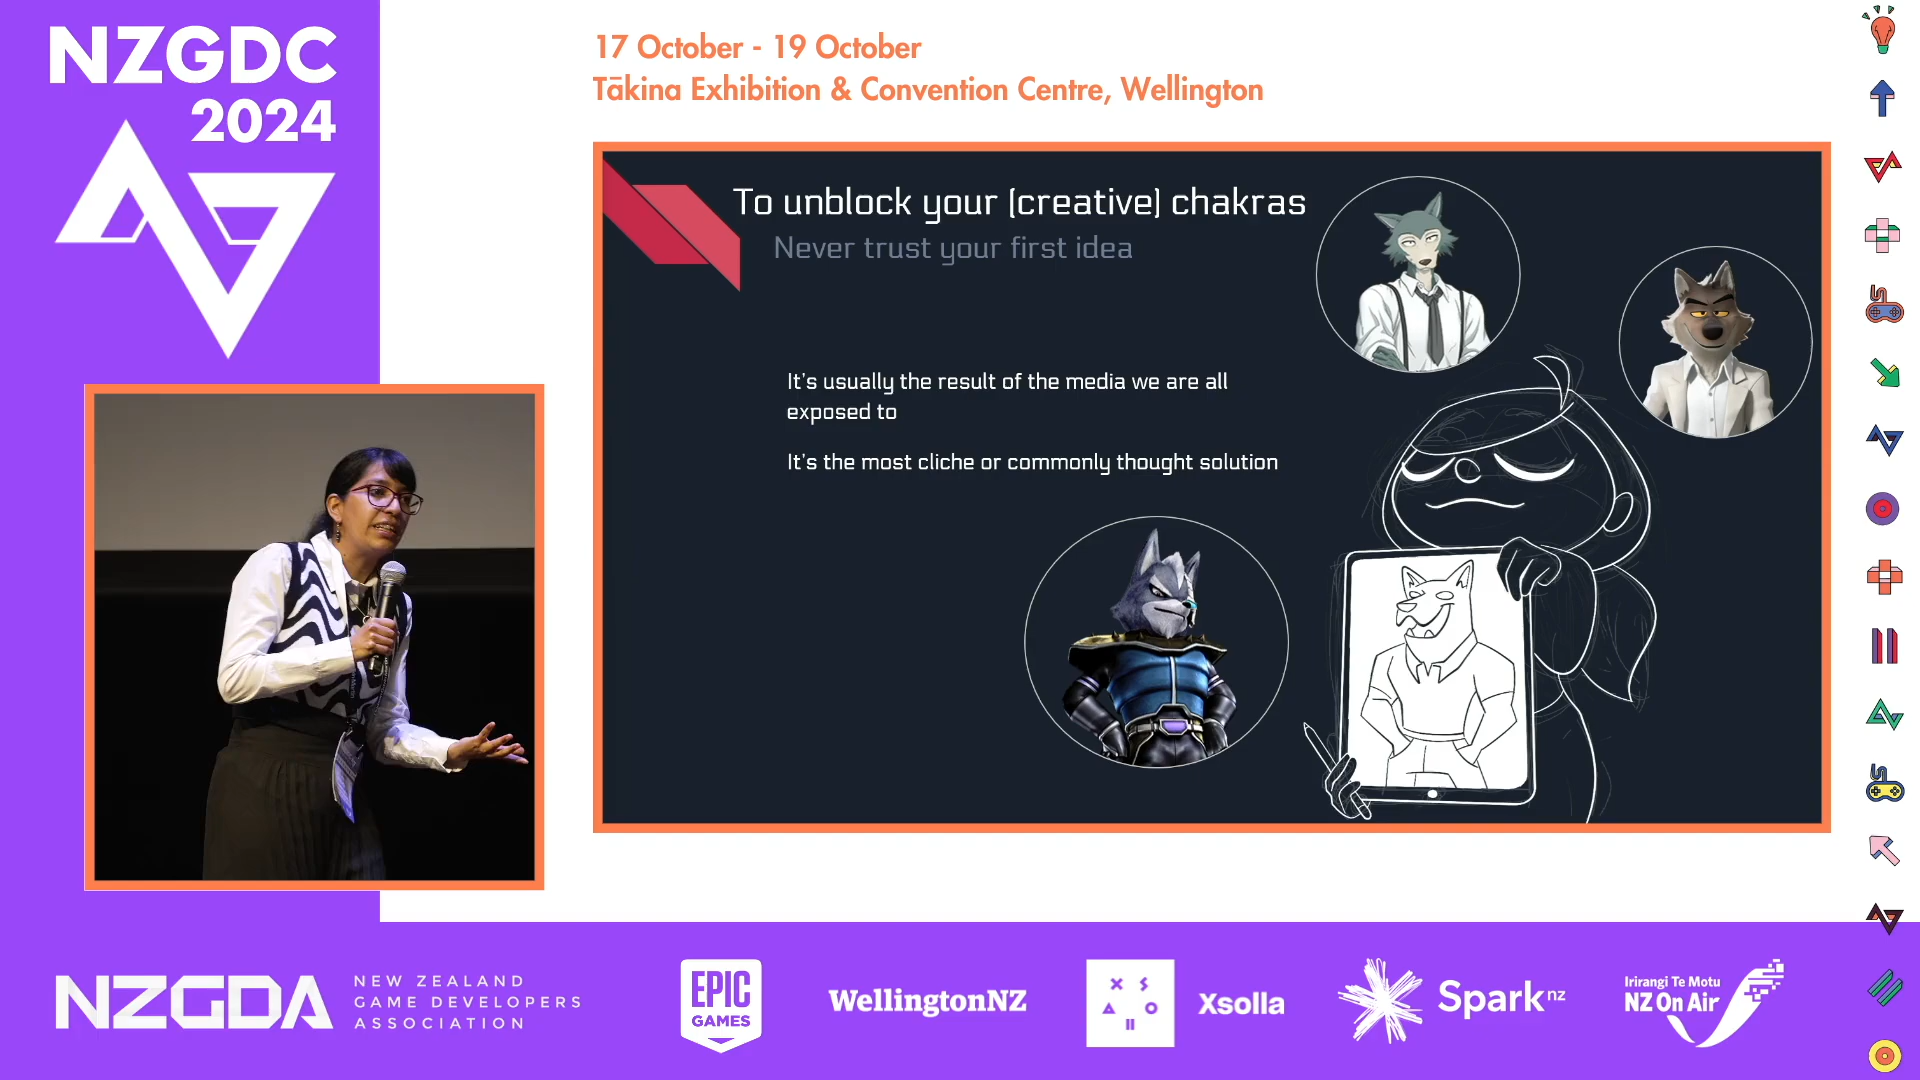 NZGDC
2024
17 October - 19 October
Tākina Exhibition & Convention Centre, Wellington
To unblock your (creative) chakras
Never trust your first idea
It's usually the result of the media we are all
exposed to
It's the most cliche or commonly thought solution
NZGDA
NEW ZEALAND
GAME DEVELOPERS
ASSOCIATION
EPIC
GAMES
WellingtonNZ
Xsolla
Spark nz
Irirangi Te Motu
NZ On Air